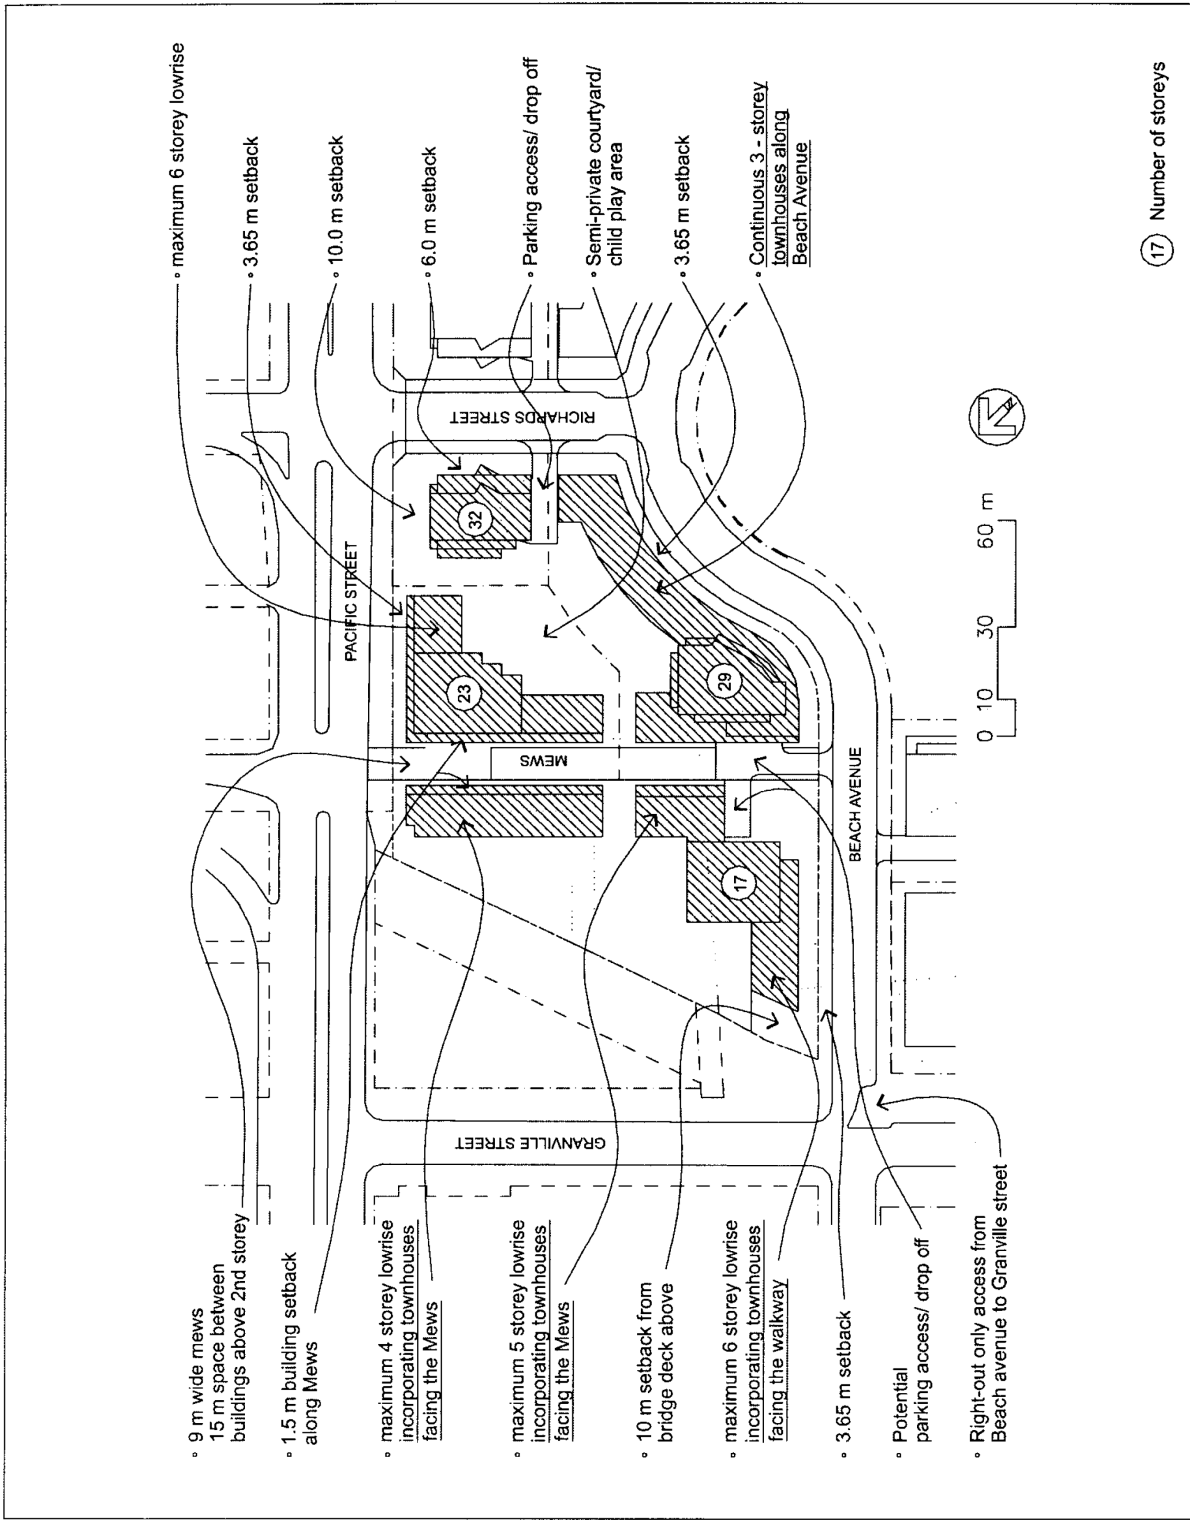 ° 9 m wide mews
15 m space between
buildings above 2nd storey
° 1.5 m building setback
along Mews
° maximum 4 storey lowrise
incorporating townhouses
facing the Mews
° maximum 5 storey lowrise
incorporating townhouses
facing the Mews
° 10 m setback from
bridge deck above
° maximum 6 storey lowrise
incorporating townhouses
facing the walkway
° 3.65 m setback
° Potential
parking access/ drop off
° Right-out only access from
Beach avenue to Granville street
GRANVILLE STREET
PACIFIC STREET
MEWS
BEACH AVENUE
RICHARDS STREET
23
32
29
17
0 10 30 60 m
° maximum 6 storey lowrise
° 3.65 m setback
° 10.0 m setback
° 6.0 m setback
° Parking access/ drop off
° Semi-private courtyard/
child play area
° 3.65 m setback
° Continuous 3 - storey
townhouses along
Beach Avenue
17 Number of storeys